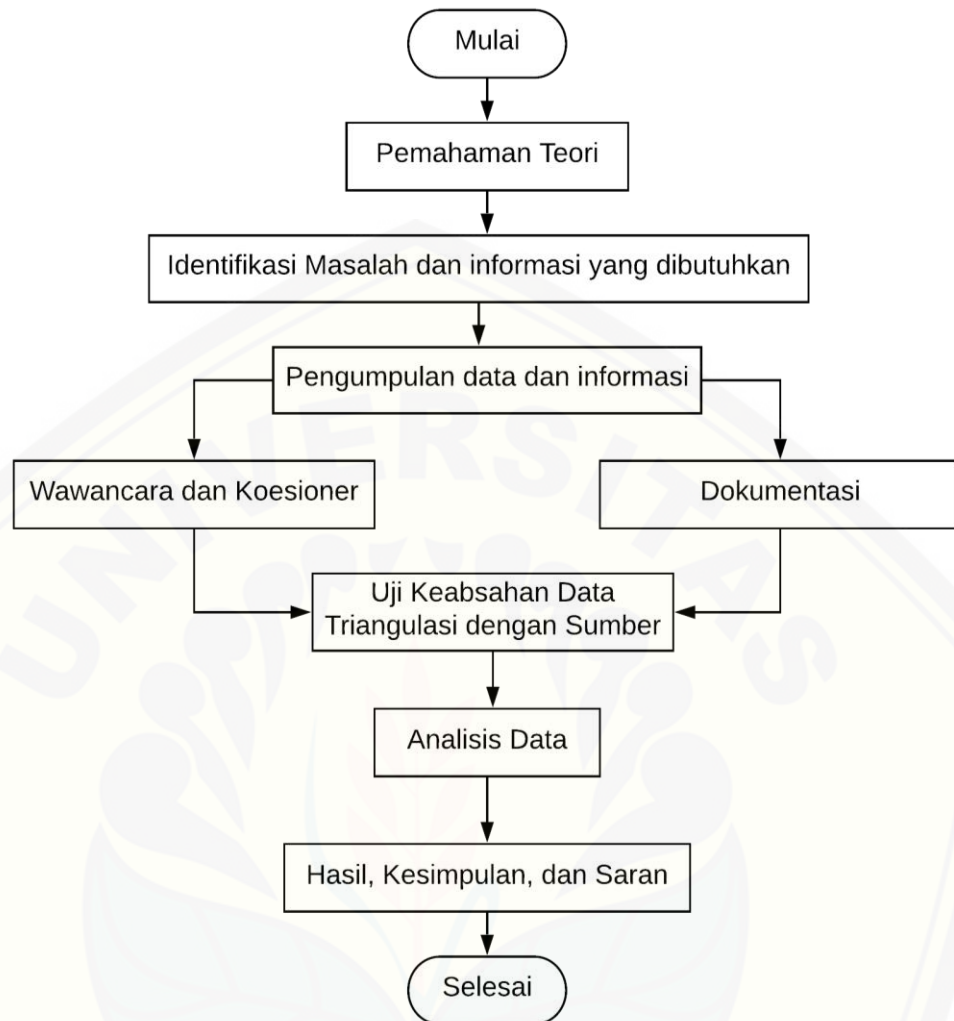 Mulai
Pemahaman Teori
Identifikasi Masalah dan informasi yang dibutuhkan
Pengumpulan data dan informasi
Wawancara dan Koesioner
Dokumentasi
Uji Keabsahan Data
Triangulasi dengan Sumber
Analisis Data
Hasil, Kesimpulan, dan Saran
Selesai
UNIVERSITAS